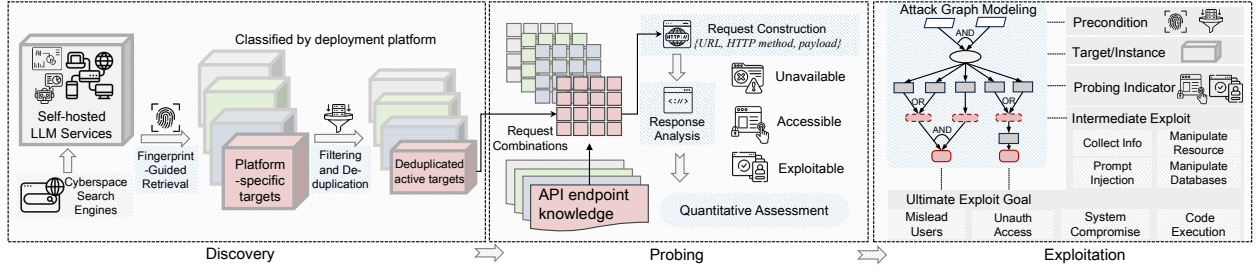 Classified by deployment platform
AI
Self-hosted
LLM Services
Fingerprint
-Guided
Retrieval
Cyberspace
Search
Engines
Platform
-specific
targets
Filtering
and De-
duplication
Deduplicated
active targets
Discovery
Request
Combinations
API endpoint
knowledge
HTTP://
Request Construction
{URL, HTTP method, payload}
Response
Analysis
Unavailable
Accessible
Exploitable
Quantitative Assessment
Probing
Attack Graph Modeling
AND
OR
OR
AND
Precondition
Target/Instance
Probing Indicator
Intermediate Exploit
Collect Info
Manipulate
Resource
Prompt
Injection
Manipulate
Databases
Ultimate Exploit Goal
Mislead
Users
Unauth
Access
System
Compromise
Code
Execution
Exploitation